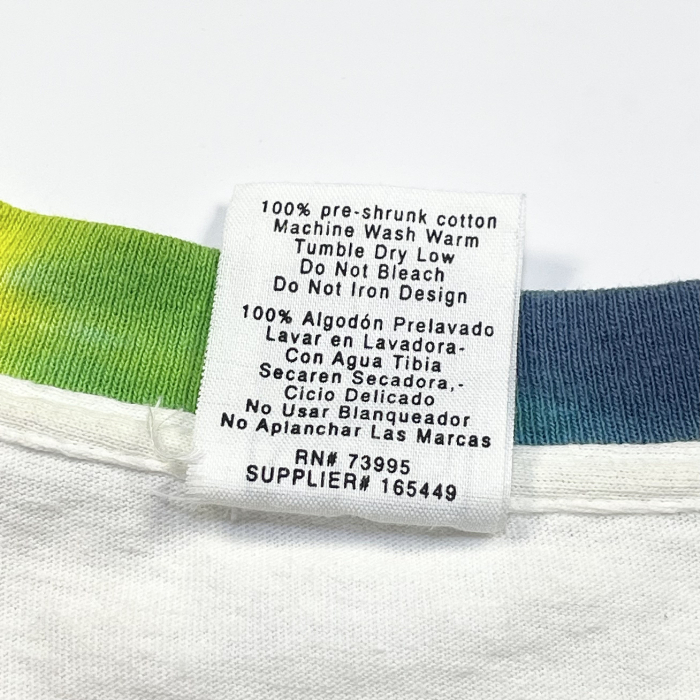 100% pre-shrunk cotton
Machine Wash Warm
Tumble Dry Low
Do Not Bleach
Do Not Iron Design
100% Algodón Prelavado
Lavar en Lavadora-
Con Agua Tibia
Secaren Secadora,-
Cicio Delicado
No Usar Blanqueador
No Aplanchar Las Marcas
RN# 73995
SUPPLIER# 165449